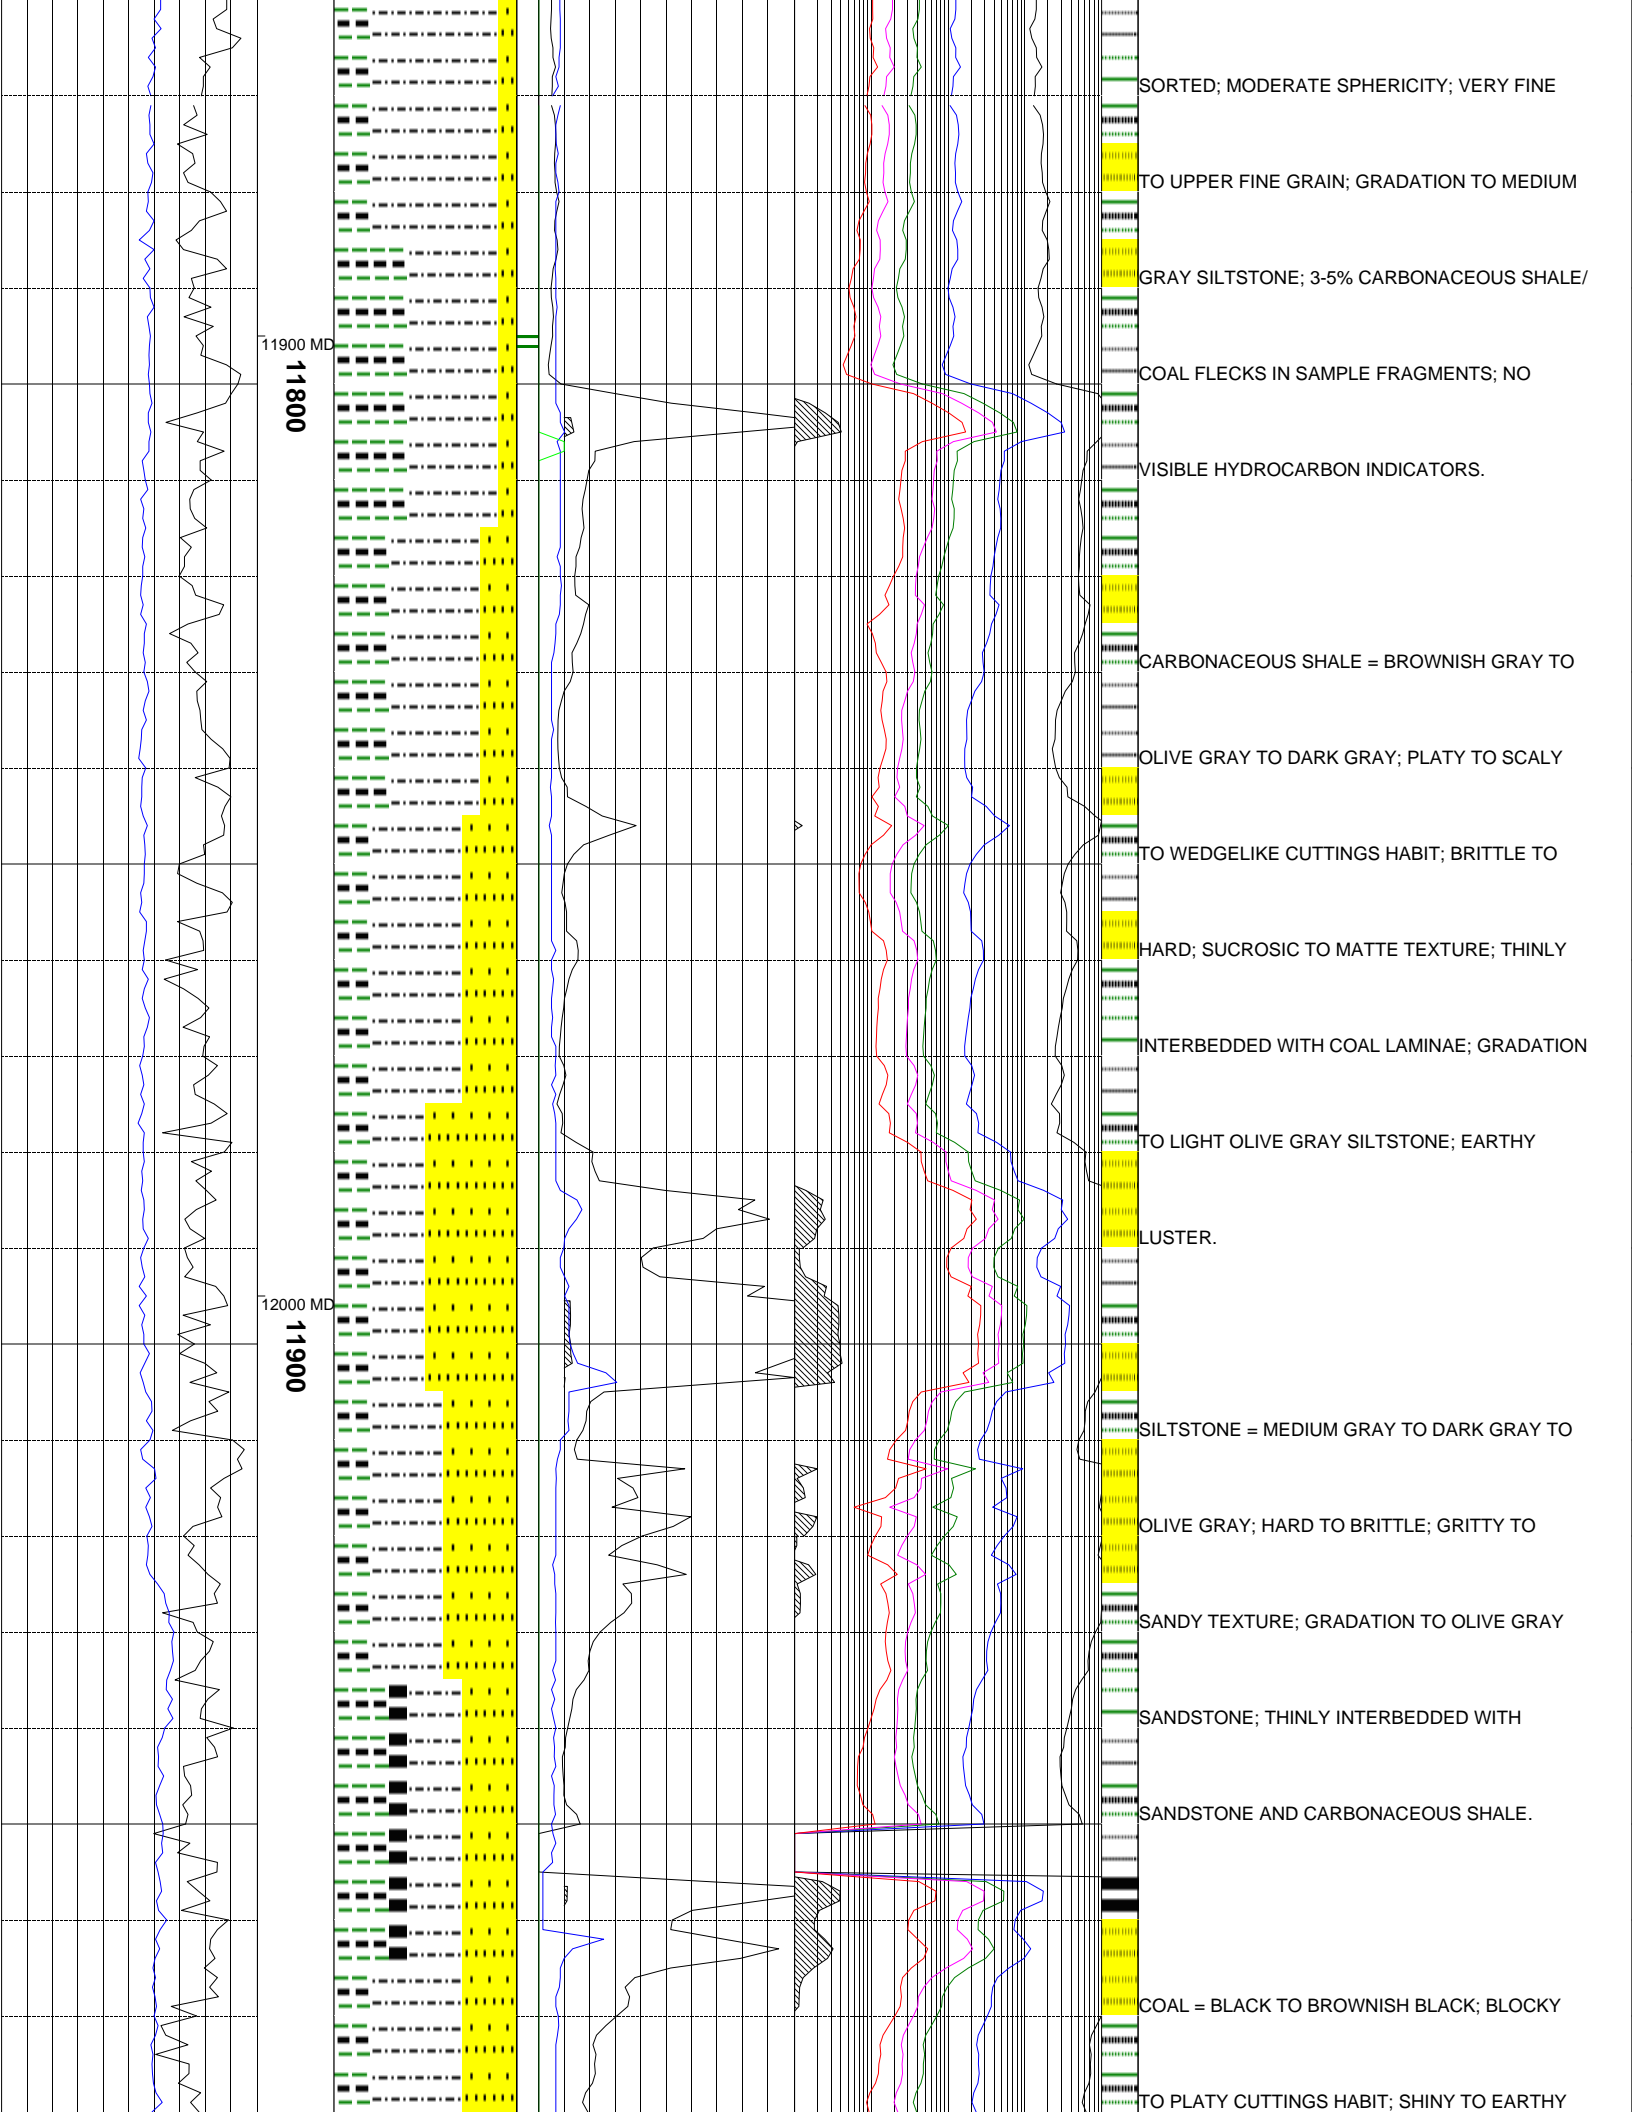 SORTED; MODERATE SPHERICITY; VERY FINE
TO UPPER FINE GRAIN; GRADATION TO MEDIUM
GRAY SILTSTONE; 3-5% CARBONACEOUS SHALE/
11900 MD
11800
COAL FLECKS IN SAMPLE FRAGMENTS; NO
VISIBLE HYDROCARBON INDICATORS.
CARBONACEOUS SHALE = BROWNISH GRAY TO
OLIVE GRAY TO DARK GRAY; PLATY TO SCALY
TO WEDGELIKE CUTTINGS HABIT; BRITTLE TO
HARD; SUCROSIC TO MATTE TEXTURE; THINLY
INTERBEDDED WITH COAL LAMINAE; GRADATION
TO LIGHT OLIVE GRAY SILTSTONE; EARTHY
LUSTER.
12000 MD
11900
SILTSTONE = MEDIUM GRAY TO DARK GRAY TO
OLIVE GRAY; HARD TO BRITTLE; GRITTY TO
SANDY TEXTURE; GRADATION TO OLIVE GRAY
SANDSTONE; THINLY INTERBEDDED WITH
SANDSTONE AND CARBONACEOUS SHALE.
COAL = BLACK TO BROWNISH BLACK; BLOCKY
TO PLATY CUTTINGS HABIT; SHINY TO EARTHY